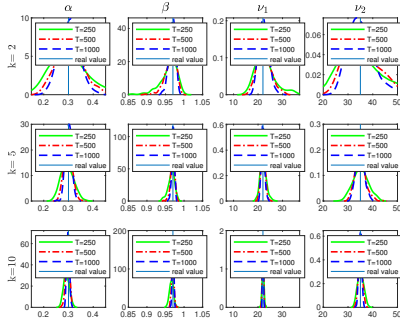 α β ν1 ν2
k= 2
10
5
0
0.2 0.3 0.4
T=250
T=500
T=1000
real value
40
20
0
0.85 0.9 0.95 1 1.05
T=250
T=500
T=1000
real value
0.2
0.1
0
10 20 30
T=250
T=500
T=1000
real value
0.06
0.04
0.02
0
20 30 40 50
T=250
T=500
T=1000
real value
k= 5
30
20
10
0
0.2 0.3 0.4
T=250
T=500
T=1000
real value
100
50
0
0.85 0.9 0.95 1 1.05
T=250
T=500
T=1000
real value
0.6
0.4
0.2
0
10 20 30
T=250
T=500
T=1000
real value
0.3
0.2
0.1
0
20 30 40 50
T=250
T=500
T=1000
real value
k=10
60
40
20
0
0.2 0.3 0.4
T=250
T=500
T=1000
real value
200
100
0
0.85 0.9 0.95 1 1.05
T=250
T=500
T=1000
real value
2
1
0
10 20 30
T=250
T=500
T=1000
real value
0.6
0.4
0.2
0
20 30 40 50
T=250
T=500
T=1000
real value